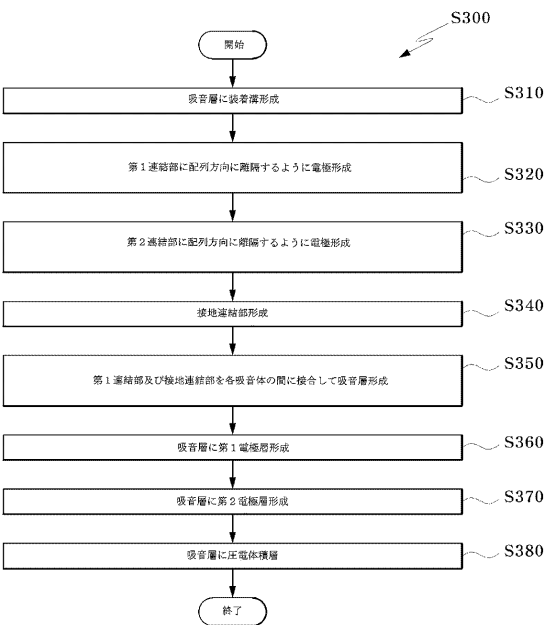 S300
開始
吸音層に装着溝形成
S310
第1連結部に配列方向に離隔するように電極形成
S320
第2連結部に配列方向に離隔するように電極形成
S330
接地連結部形成
S340
第1連結部及び接地連結部を各吸音体の間に接合して吸音層形成
S350
吸音層に第1電極層形成
S360
吸音層に第2電極層形成
S370
吸音層に圧電体積層
S380
終了